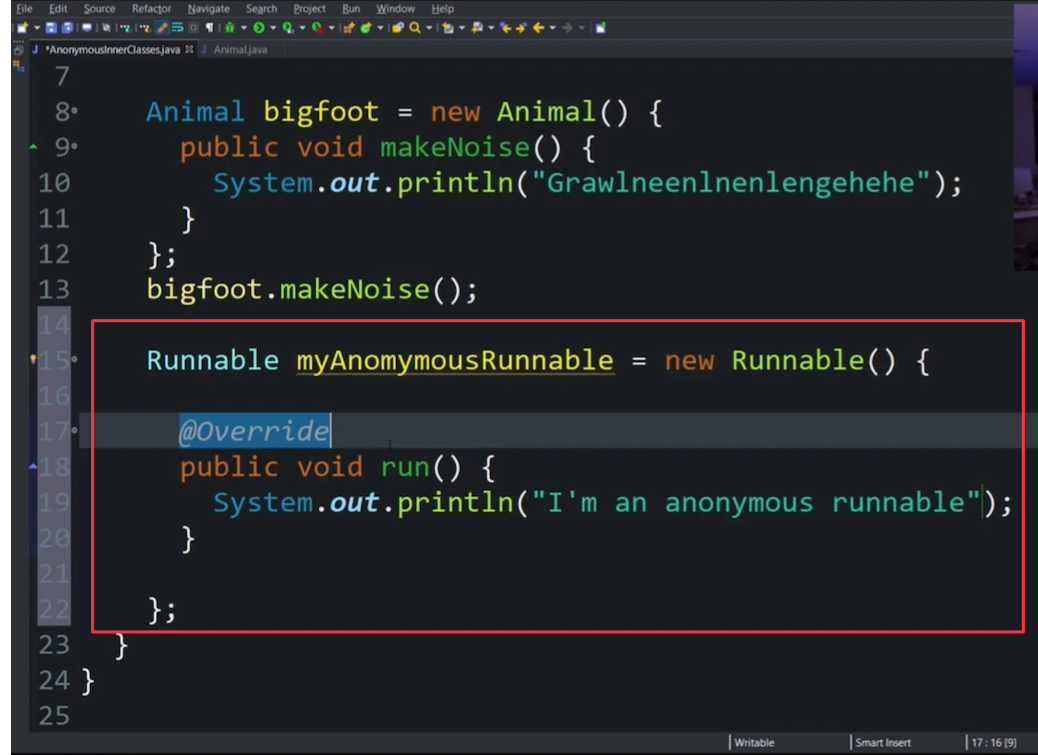 File Edit Source Refactor Navigate Search Project Run Window Help
*AnonymousInnerClasses.java Animal.java
7
8 Animal bigfoot = new Animal() {
9 public void makeNoise() {
10 System.out.println("Grawlneenlnenlengehehe");
11 }
12 };
13 bigfoot.makeNoise();
14
15 Runnable myAnomymousRunnable = new Runnable() {
16
17 @Override
18 public void run() {
19 System.out.println("I'm an anonymous runnable");
20 }
21
22 };
23 }
24 }
25
Writable Smart Insert 17 : 16 [9]